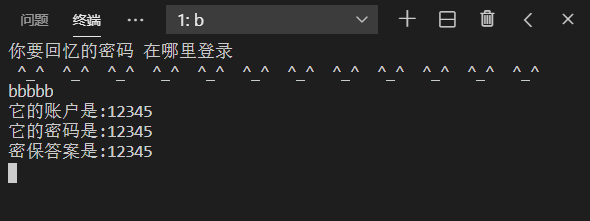 问题 终端 ··· 1: b
你要回忆的密码 在哪里登录
^_^ ^_^ ^_^ ^_^ ^_^ ^_^ ^_^ ^_^ ^_^ ^_^ ^_^ ^_^
bbbbb
它的账户是:12345
它的密码是:12345
密保答案是:12345